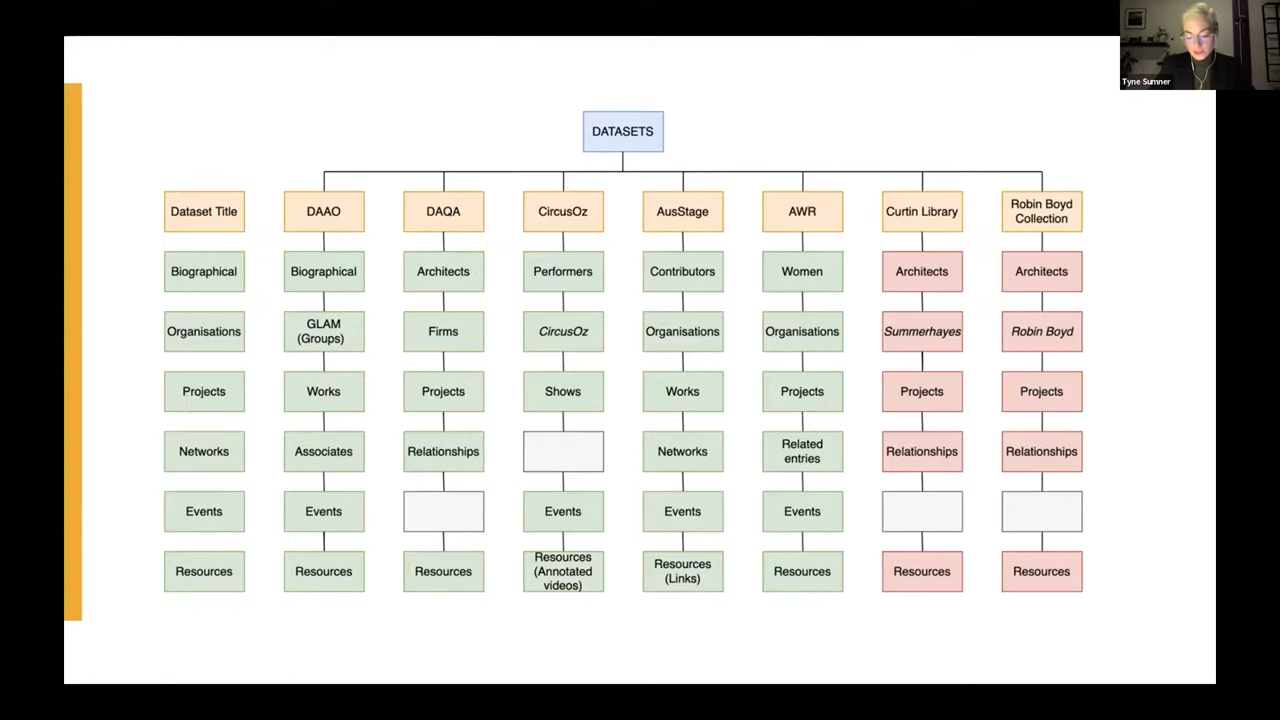 Tyne Sumner
DATASETS
Dataset Title
DAAO
DAQA
CircusOz
AusStage
AWR
Curtin Library
Robin Boyd
Collection
Biographical
Biographical
Architects
Performers
Contributors
Women
Architects
Architects
Organisations
GLAM
(Groups)
Firms
CircusOz
Organisations
Organisations
Summerhayes
Robin Boyd
Projects
Works
Projects
Shows
Works
Projects
Projects
Projects
Networks
Associates
Relationships
Networks
Related
entries
Relationships
Relationships
Events
Events
Events
Events
Events
Resources
Resources
Resources
Resources
(Annotated
videos)
Resources
(Links)
Resources
Resources
Resources